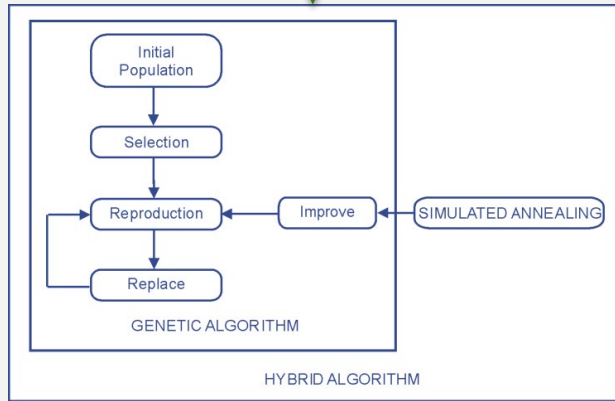 Initial
Population
Selection
Reproduction
Improve
SIMULATED ANNEALING
Replace
GENETIC ALGORITHM
HYBRID ALGORITHM